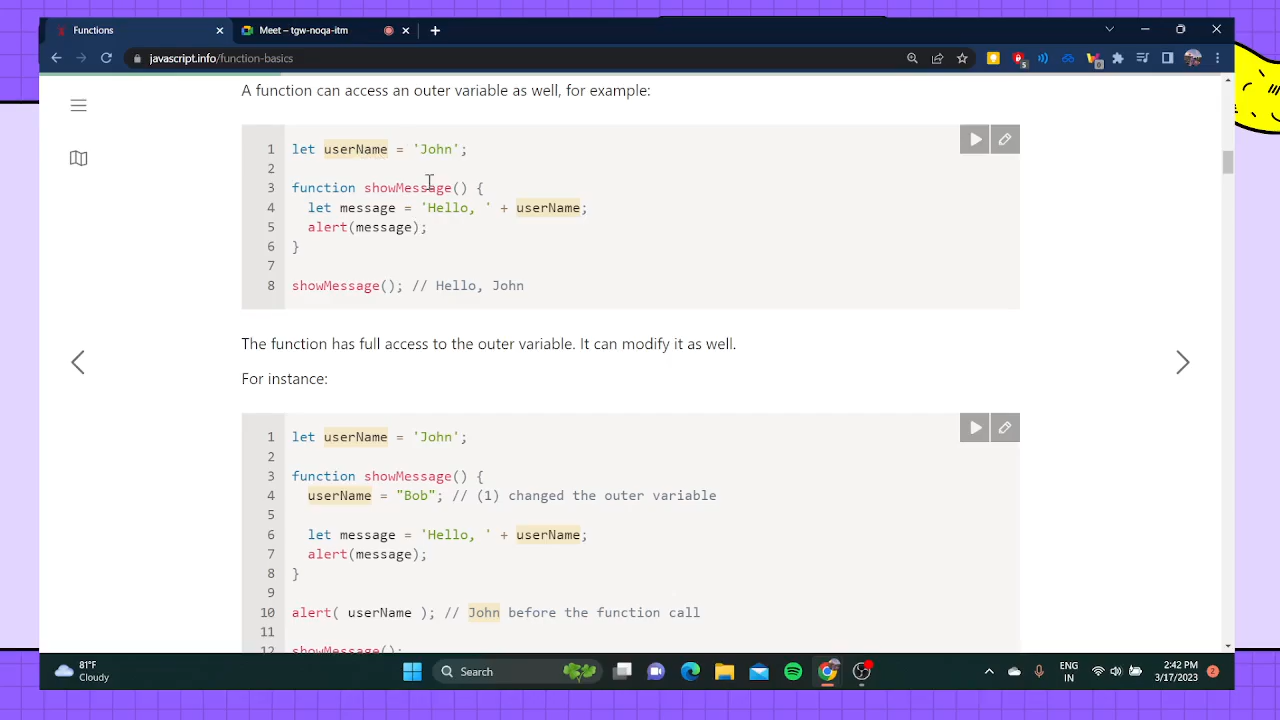 Functions
Meet – tgw-noqa-itm
javascript.info/function-basics
A function can access an outer variable as well, for example:
1 let userName = 'John';
2
3 function showMessage() {
4 let message = 'Hello, ' + userName;
5 alert(message);
6 }
7
8 showMessage(); // Hello, John
The function has full access to the outer variable. It can modify it as well.
For instance:
1 let userName = 'John';
2
3 function showMessage() {
4 userName = "Bob"; // (1) changed the outer variable
5
6 let message = 'Hello, ' + userName;
7 alert(message);
8 }
9
10 alert( userName ); // John before the function call
11
12 showMessage();
81°F
Cloudy
Search
ENG
IN
2:42 PM
3/17/2023
2